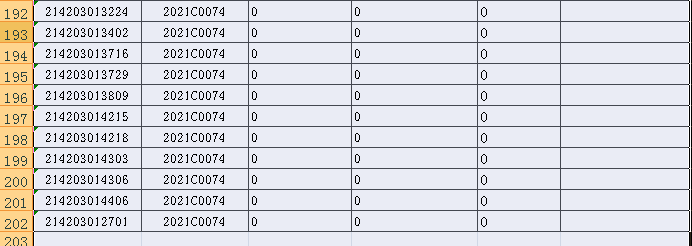 192 214203013224 2021C0074 0 0 0
193 214203013402 2021C0074 0 0 0
194 214203013716 2021C0074 0 0 0
195 214203013729 2021C0074 0 0 0
196 214203013809 2021C0074 0 0 0
197 214203014215 2021C0074 0 0 0
198 214203014218 2021C0074 0 0 0
199 214203014303 2021C0074 0 0 0
200 214203014306 2021C0074 0 0 0
201 214203014406 2021C0074 0 0 0
202 214203012701 2021C0074 0 0 0
203